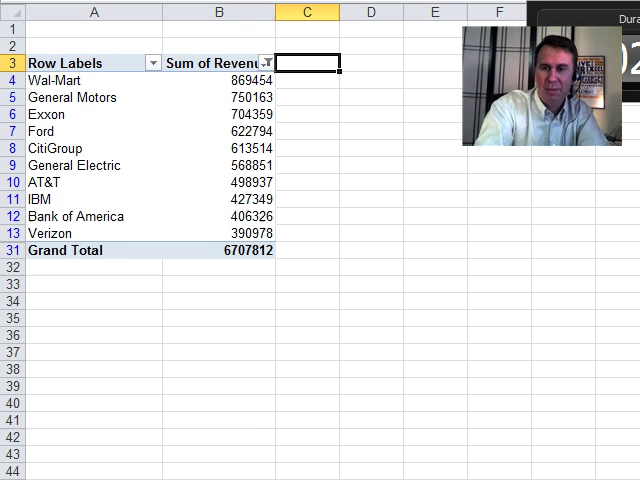 A B C D E F
1
2
3 Row Labels Sum of Revenu
4 Wal-Mart 869454
5 General Motors 750163
6 Exxon 704359
7 Ford 622794
8 CitiGroup 613514
9 General Electric 568851
10 AT&T 498937
11 IBM 427349
12 Bank of America 406326
13 Verizon 390978
31 Grand Total 6707812
32
33
34
35
36
37
38
39
40
41
42
43
44
Dura
02